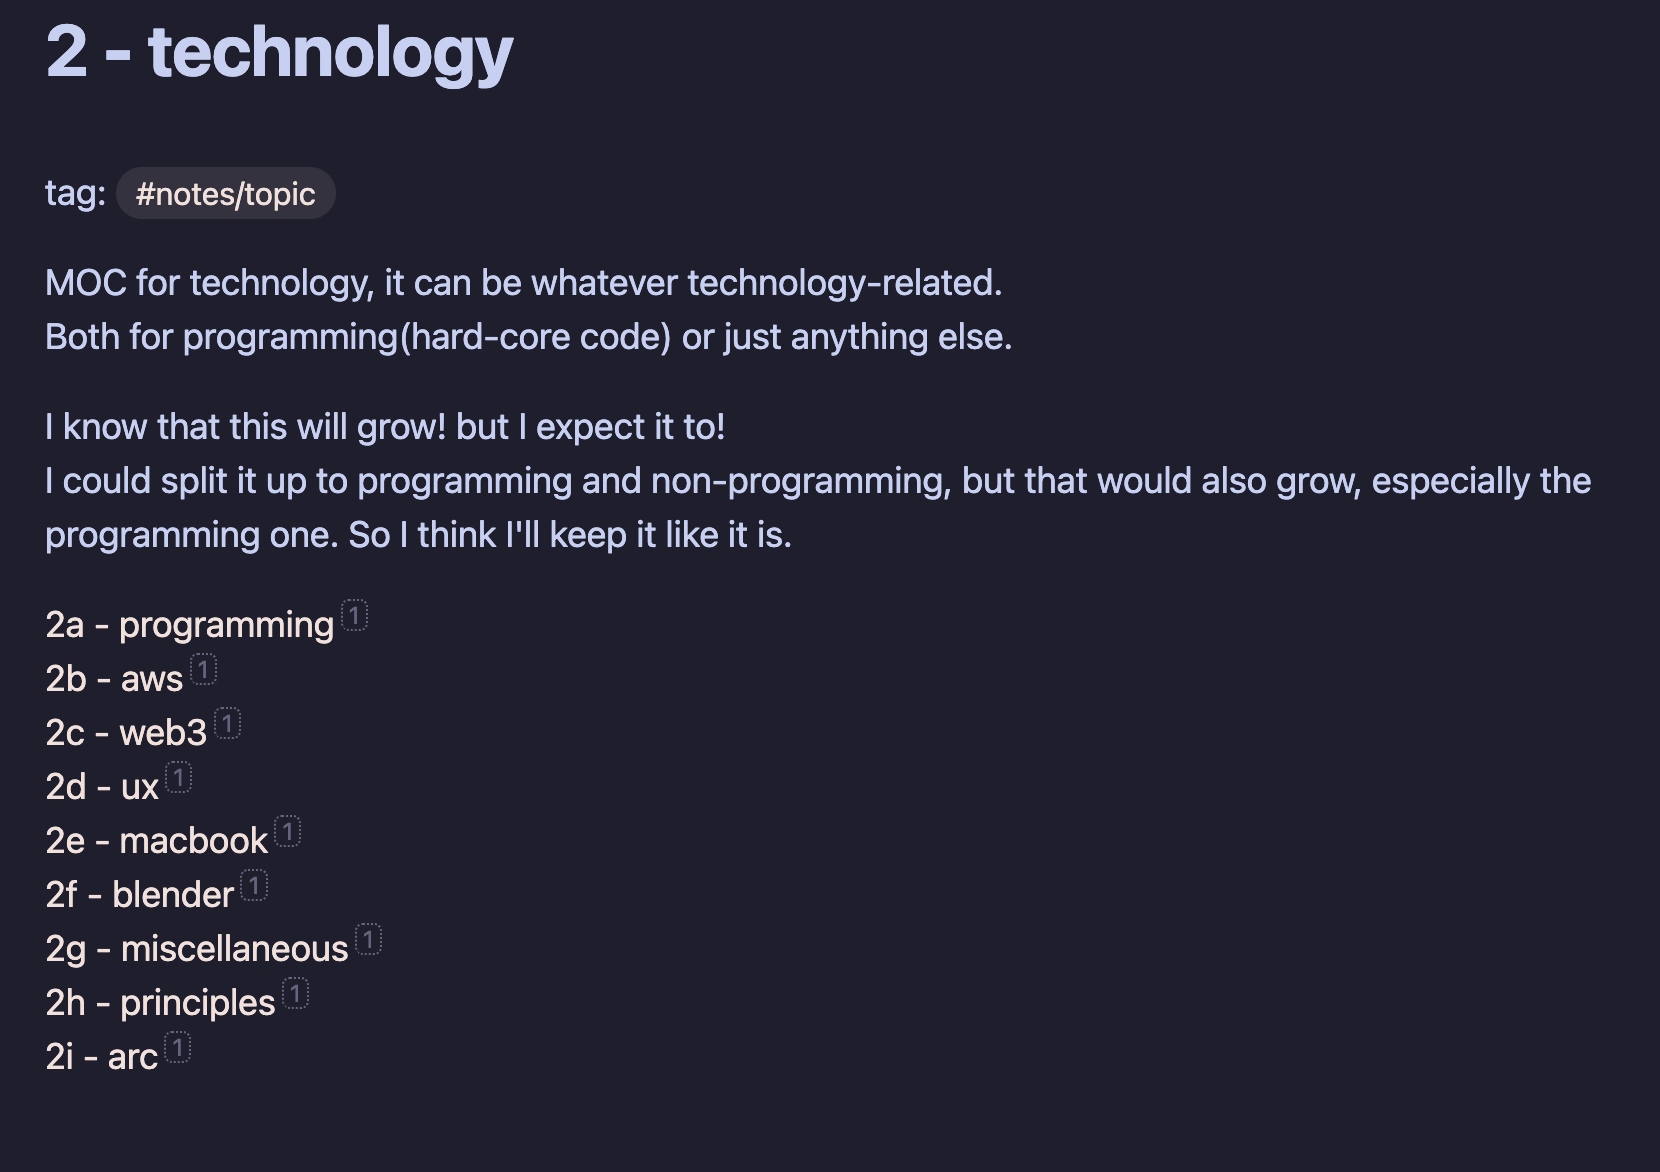 2 - technology
tag: #notes/topic
MOC for technology, it can be whatever technology-related.
Both for programming(hard-core code) or just anything else.
I know that this will grow! but I expect it to!
I could split it up to programming and non-programming, but that would also grow, especially the
programming one. So I think I'll keep it like it is.
2a - programming 1
2b - aws 1
2c - web3 1
2d - ux 1
2e - macbook 1
2f - blender 1
2g - miscellaneous 1
2h - principles 1
2i - arc 1